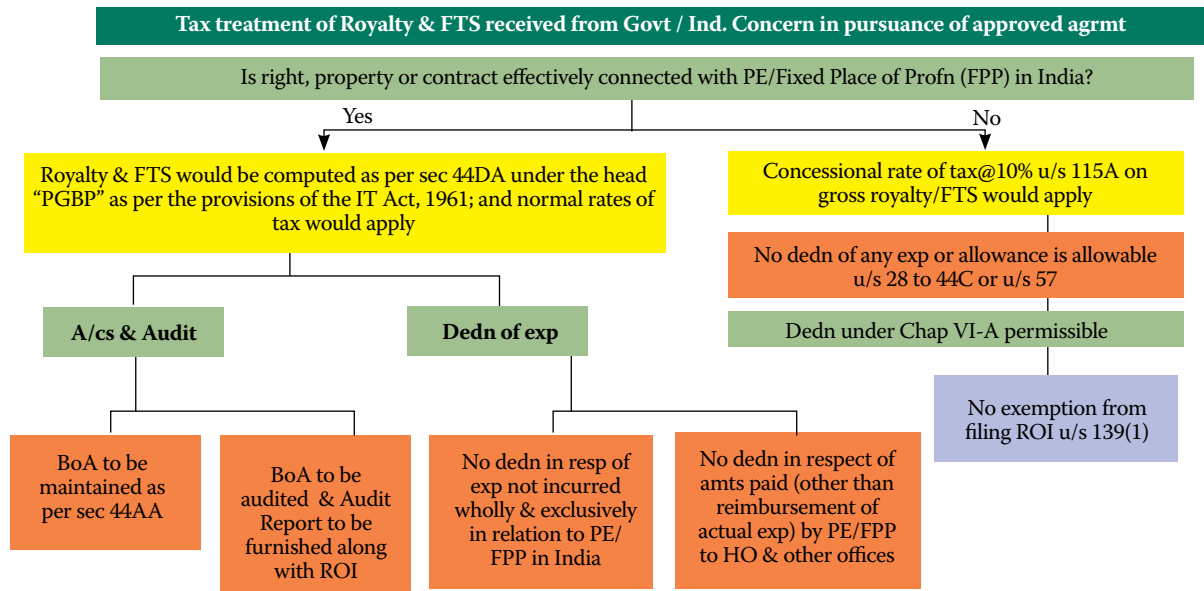 Tax treatment of Royalty & FTS received from Govt / Ind. Concern in pursuance of approved agrmt
Is right, property or contract effectively connected with PE/Fixed Place of Profn (FPP) in India?
Yes
No
Royalty & FTS would be computed as per sec 44DA under the head
“PGBP” as per the provisions of the IT Act, 1961; and normal rates of
tax would apply
Concessional rate of tax@10% u/s 115A on
gross royalty/FTS would apply
No dedn of any exp or allowance is allowable
u/s 28 to 44C or u/s 57
A/cs & Audit
Dedn of exp
Dedn under Chap VI-A permissible
No exemption from
filing ROI u/s 139(1)
BoA to be
maintained as
per sec 44AA
BoA to be
audited & Audit
Report to be
furnished along
with ROI
No dedn in resp of
exp not incurred
wholly & exclusively
in relation to PE/
FPP in India
No dedn in respect of
amts paid (other than
reimbursement of
actual exp) by PE/FPP
to HO & other offices